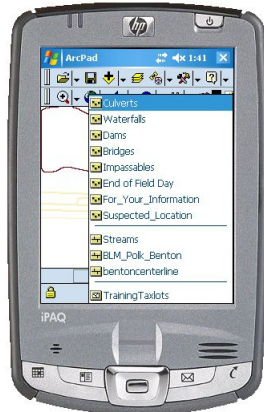 hp
ArcPad 1:41
Culverts
Waterfalls
Dams
Bridges
Impassables
End of Field Day
For_Your_Information
Suspected_Location
Streams
BLM_Polk_Benton
bentoncenterline
TrainingTaxlots
iPAQ